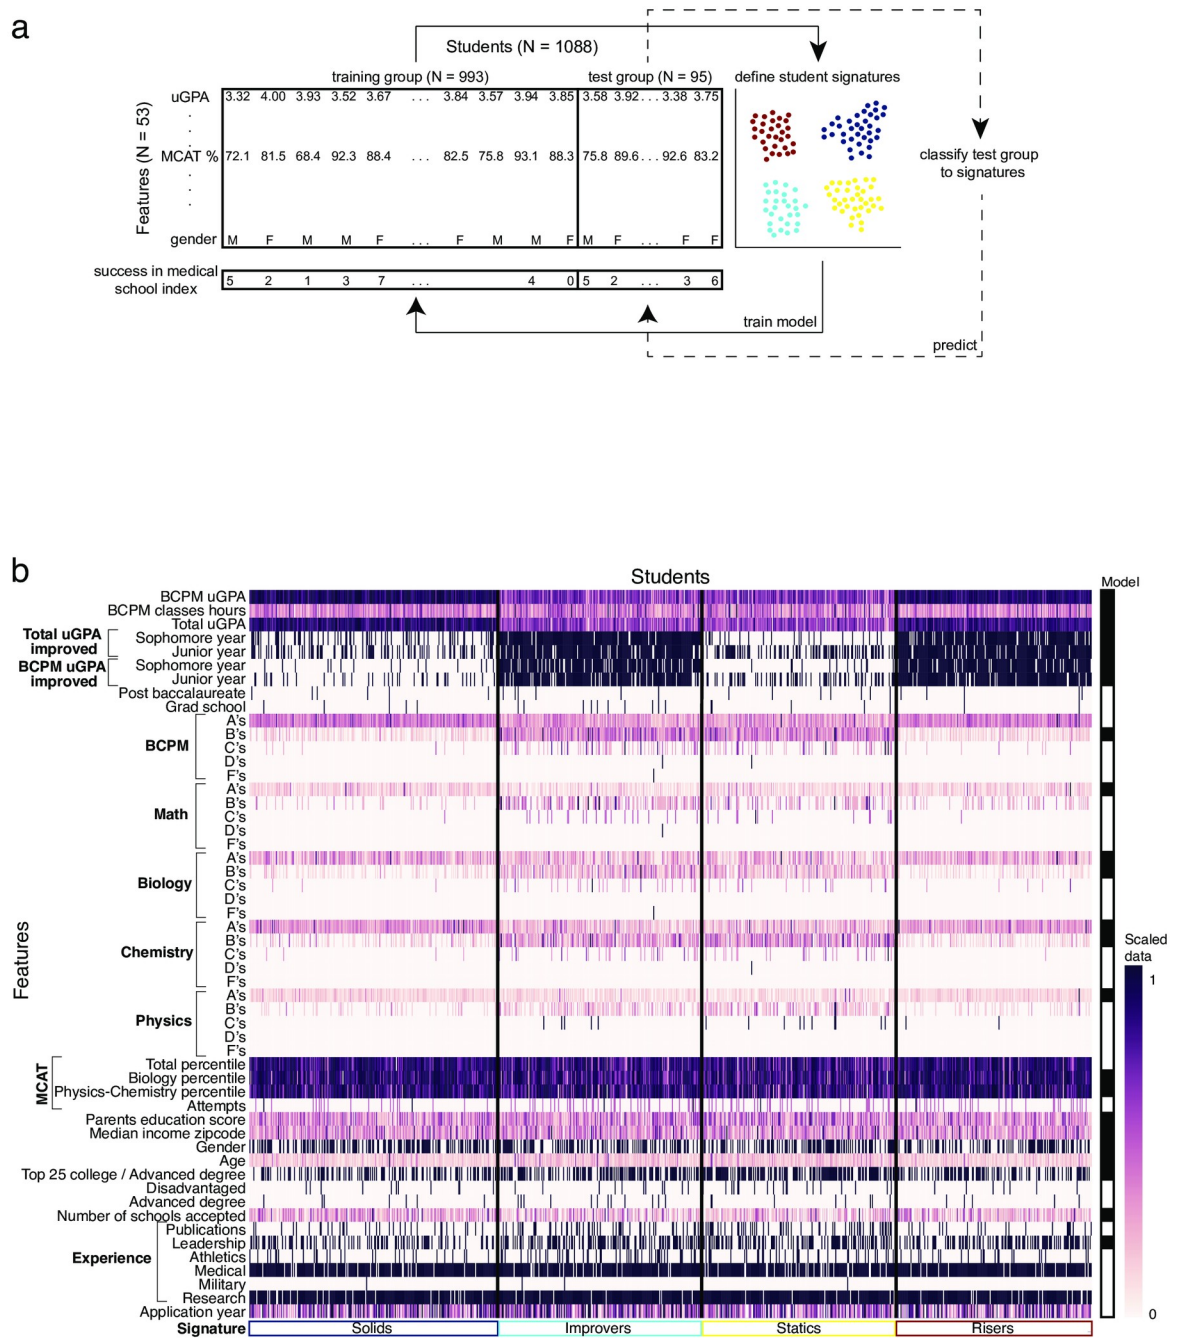 a
Students (N = 1088)
training group (N = 993)
test group (N = 95)
define student signatures
Features (N = 53)
uGPA 3.32 4.00 3.93 3.52 3.67 ... 3.84 3.57 3.94 3.85 3.58 3.92 ... 3.38 3.75
MCAT % 72.1 81.5 68.4 92.3 88.4 ... 82.5 75.8 93.1 88.3 75.8 89.6 ... 92.6 83.2
classify test group
to signatures
gender M F M M F ... F M M F M F ... F F
success in medical
school index
5 2 1 3 7 ... 4 0 5 2 ... 3 6
train model
predict
b
Students
Model
BCPM uGPA
BCPM classes hours
Total uGPA
Total uGPA
improved
Sophomore year
Junior year
BCPM uGPA
improved
Sophomore year
Junior year
Post baccalaureate
Grad school
BCPM
A's
B's
C's
D's
F's
Math
A's
B's
C's
D's
F's
Biology
A's
B's
C's
D's
F's
Chemistry
A's
B's
C's
D's
F's
Physics
A's
B's
C's
D's
F's
Features
MCAT
Total percentile
Biology percentile
Physics-Chemistry percentile
Attempts
Parents education score
Median income zipcode
Gender
Age
Top 25 college / Advanced degree
Disadvantaged
Advanced degree
Number of schools accepted
Experience
Publications
Leadership
Athletics
Medical
Military
Research
Application year
Signature Solids Improvers Statics Risers
Scaled
data
1
0